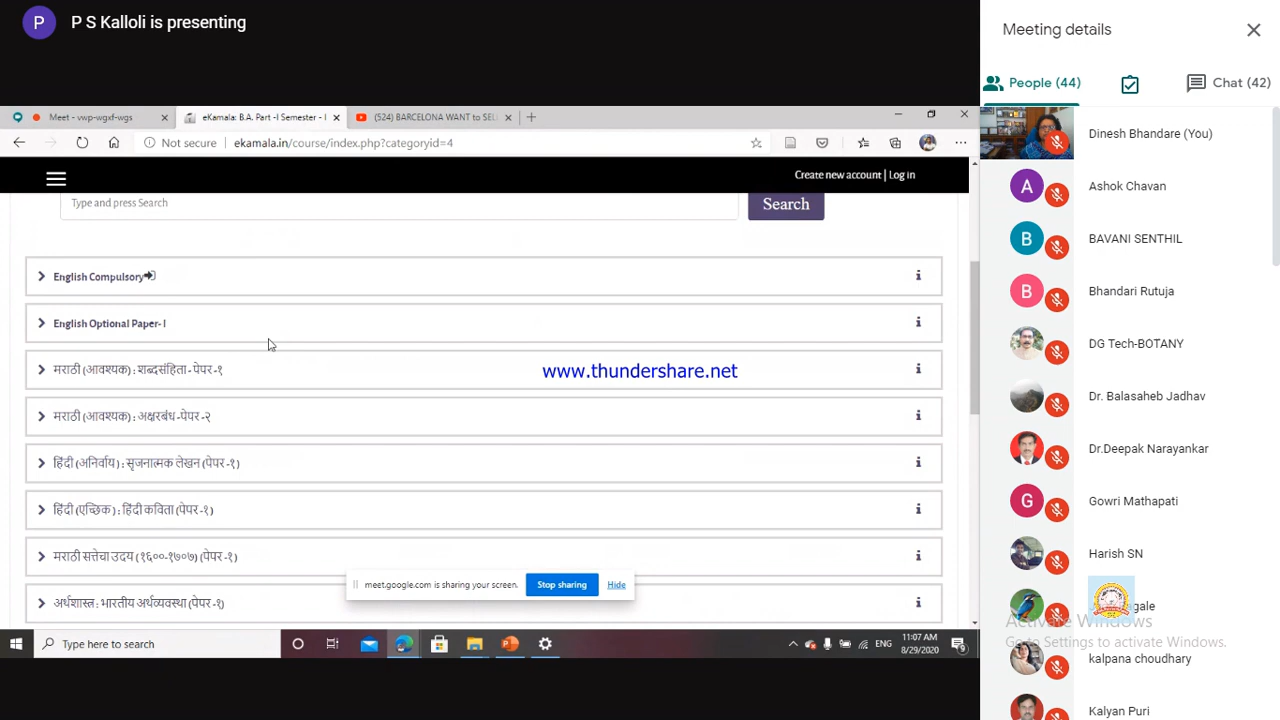 P
P S Kalloli is presenting
Meet - vwp-wgxf-wgs
eKamala: B.A. Part -I Semester - I
(524) BARCELONA WANT to SEL
Not secure
ekamala.in/course/index.php?categoryid=4
Create new account | Log in
Type and press Search
Search
English Compulsory
English Optional Paper- I
मराठी (आवश्यक) : शब्दसंहिता - पेपर -१
www.thundershare.net
मराठी (आवश्यक) : अक्षरबंध -पेपर -२
हिंदी (अनिर्वाय) : सृजनात्मक लेखन (पेपर -१)
हिंदी (एच्छिक) : हिंदी कविता (पेपर -१)
मराठी सत्तेचा उदय (१६००-१७०७) (पेपर -१)
अर्थशास्त्र : भारतीय अर्थव्यवस्था (पेपर -१)
meet.google.com is sharing your screen.
Stop sharing
Hide
Type here to search
ENG
11:07 AM
8/29/2020
9
Meeting details
People (44)
Chat (42)
Dinesh Bhandare (You)
A
Ashok Chavan
B
BAVANI SENTHIL
B
Bhandari Rutuja
DG Tech-BOTANY
Dr. Balasaheb Jadhav
Dr.Deepak Narayankar
G
Gowri Mathapati
Harish SN
Activate Windows
Go to Settings to activate Windows.
kalpana choudhary
Kalyan Puri